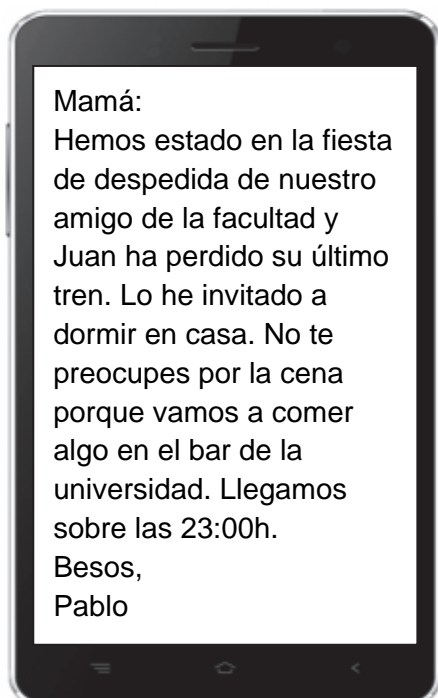 Mamá:
Hemos estado en la fiesta
de despedida de nuestro
amigo de la facultad y
Juan ha perdido su último
tren. Lo he invitado a
dormir en casa. No te
preocupes por la cena
porque vamos a comer
algo en el bar de la
universidad. Llegamos
sobre las 23:00h.
Besos,
Pablo